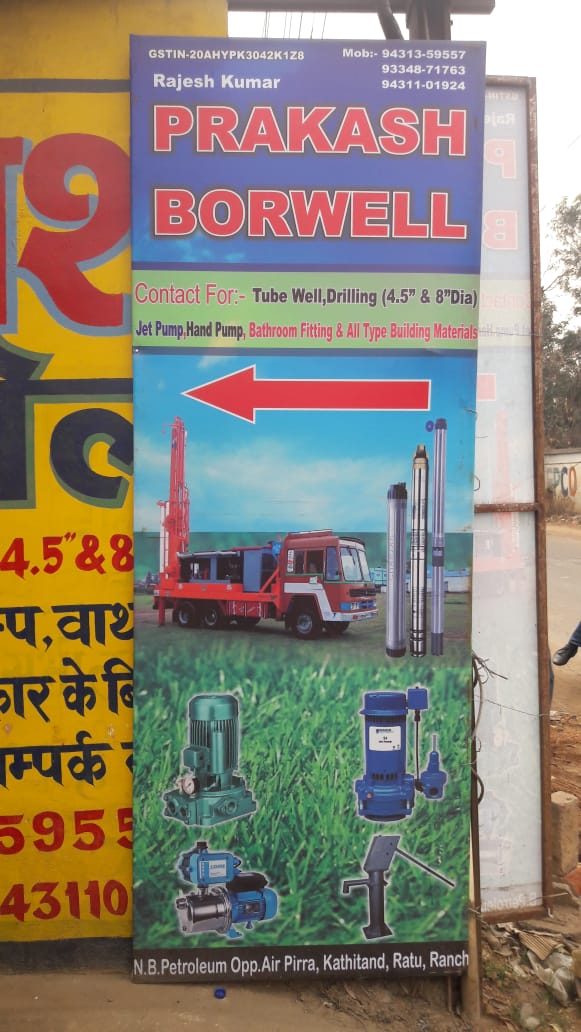 GSTIN-20AHYPK3042K1Z8
Mob:- 94313-59557
93348-71763
94311-01924
Rajesh Kumar
PRAKASH
BORWELL
Contact For:- Tube Well,Drilling (4.5" & 8"Dia)
Jet Pump,Hand Pump, Bathroom Fitting & All Type Building Materials
N.B.Petroleum Opp.Air Pirra, Kathitand, Ratu, Ranch
4.5"&8
प, वाथ
कार के बि
म्पर्क
5955
43110